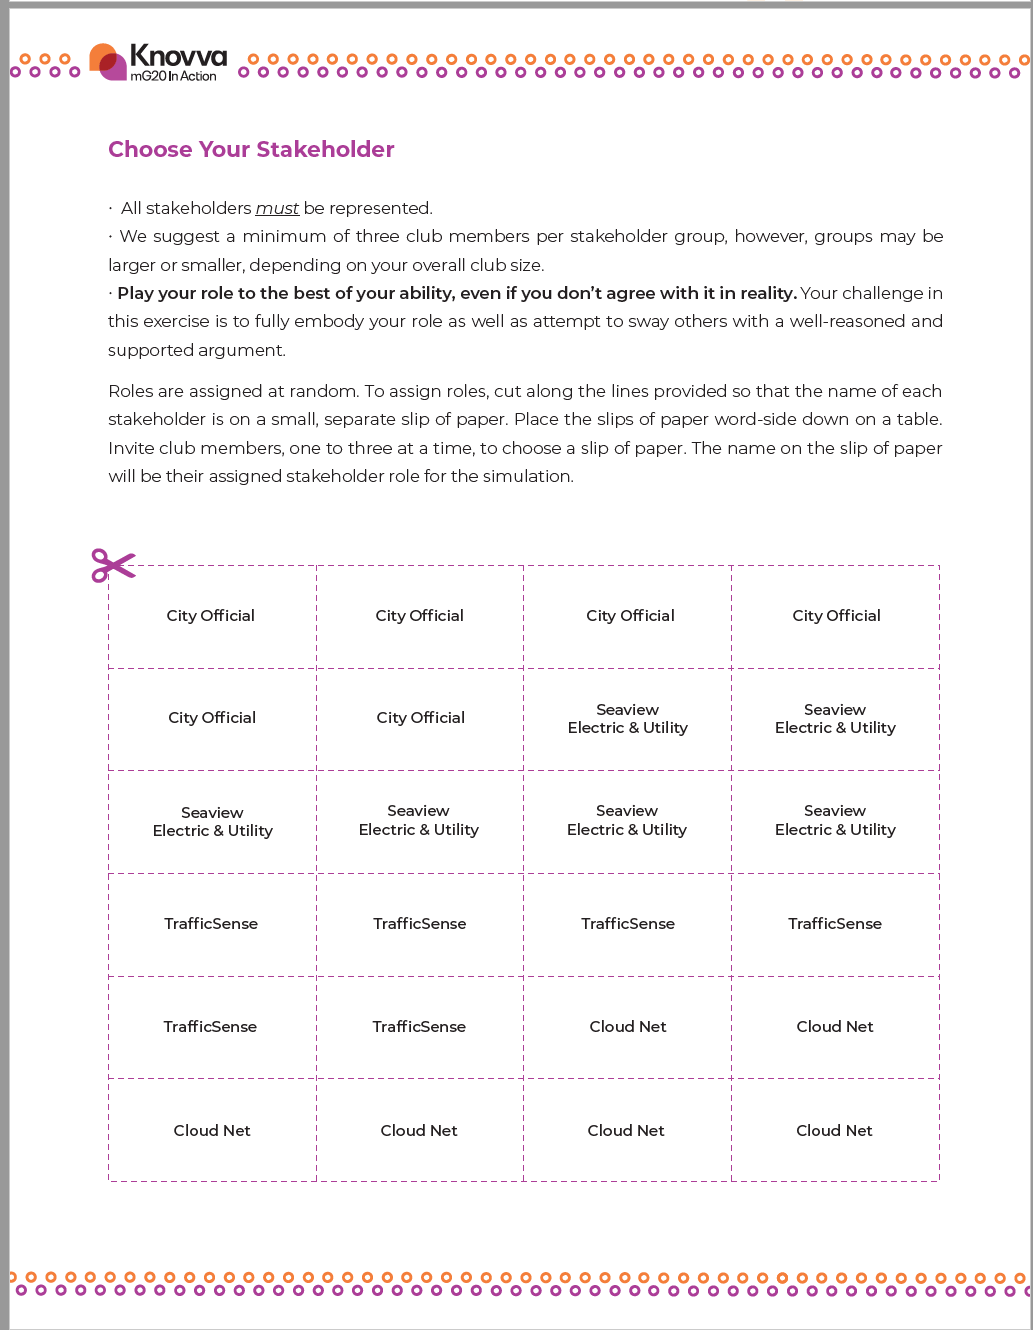 Knovva
mG20 In Action
Choose Your Stakeholder
· All stakeholders must be represented.
· We suggest a minimum of three club members per stakeholder group, however, groups may be
larger or smaller, depending on your overall club size.
· Play your role to the best of your ability, even if you don’t agree with it in reality. Your challenge in
this exercise is to fully embody your role as well as attempt to sway others with a well-reasoned and
supported argument.
Roles are assigned at random. To assign roles, cut along the lines provided so that the name of each
stakeholder is on a small, separate slip of paper. Place the slips of paper word-side down on a table.
Invite club members, one to three at a time, to choose a slip of paper. The name on the slip of paper
will be their assigned stakeholder role for the simulation.
City Official
City Official
City Official
City Official
City Official
City Official
Seaview
Electric & Utility
Seaview
Electric & Utility
Seaview
Electric & Utility
Seaview
Electric & Utility
Seaview
Electric & Utility
Seaview
Electric & Utility
TrafficSense
TrafficSense
TrafficSense
TrafficSense
TrafficSense
TrafficSense
Cloud Net
Cloud Net
Cloud Net
Cloud Net
Cloud Net
Cloud Net